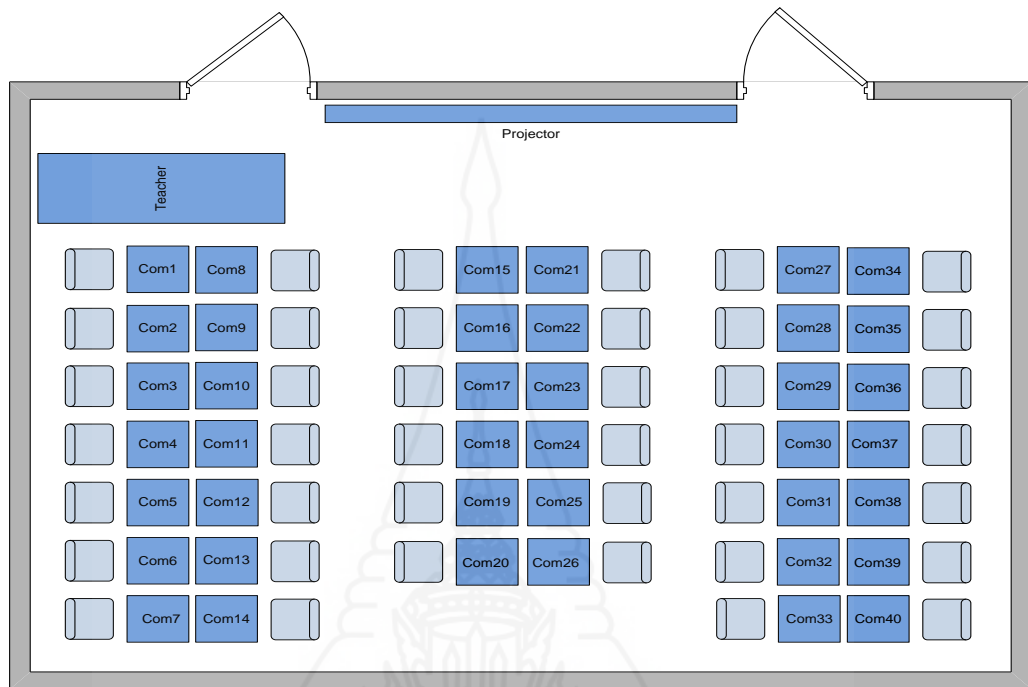 Projector
Teacher
Com1 Com8 Com15 Com21 Com27 Com34
Com2 Com9 Com16 Com22 Com28 Com35
Com3 Com10 Com17 Com23 Com29 Com36
Com4 Com11 Com18 Com24 Com30 Com37
Com5 Com12 Com19 Com25 Com31 Com38
Com6 Com13 Com20 Com26 Com32 Com39
Com7 Com14 Com33 Com40